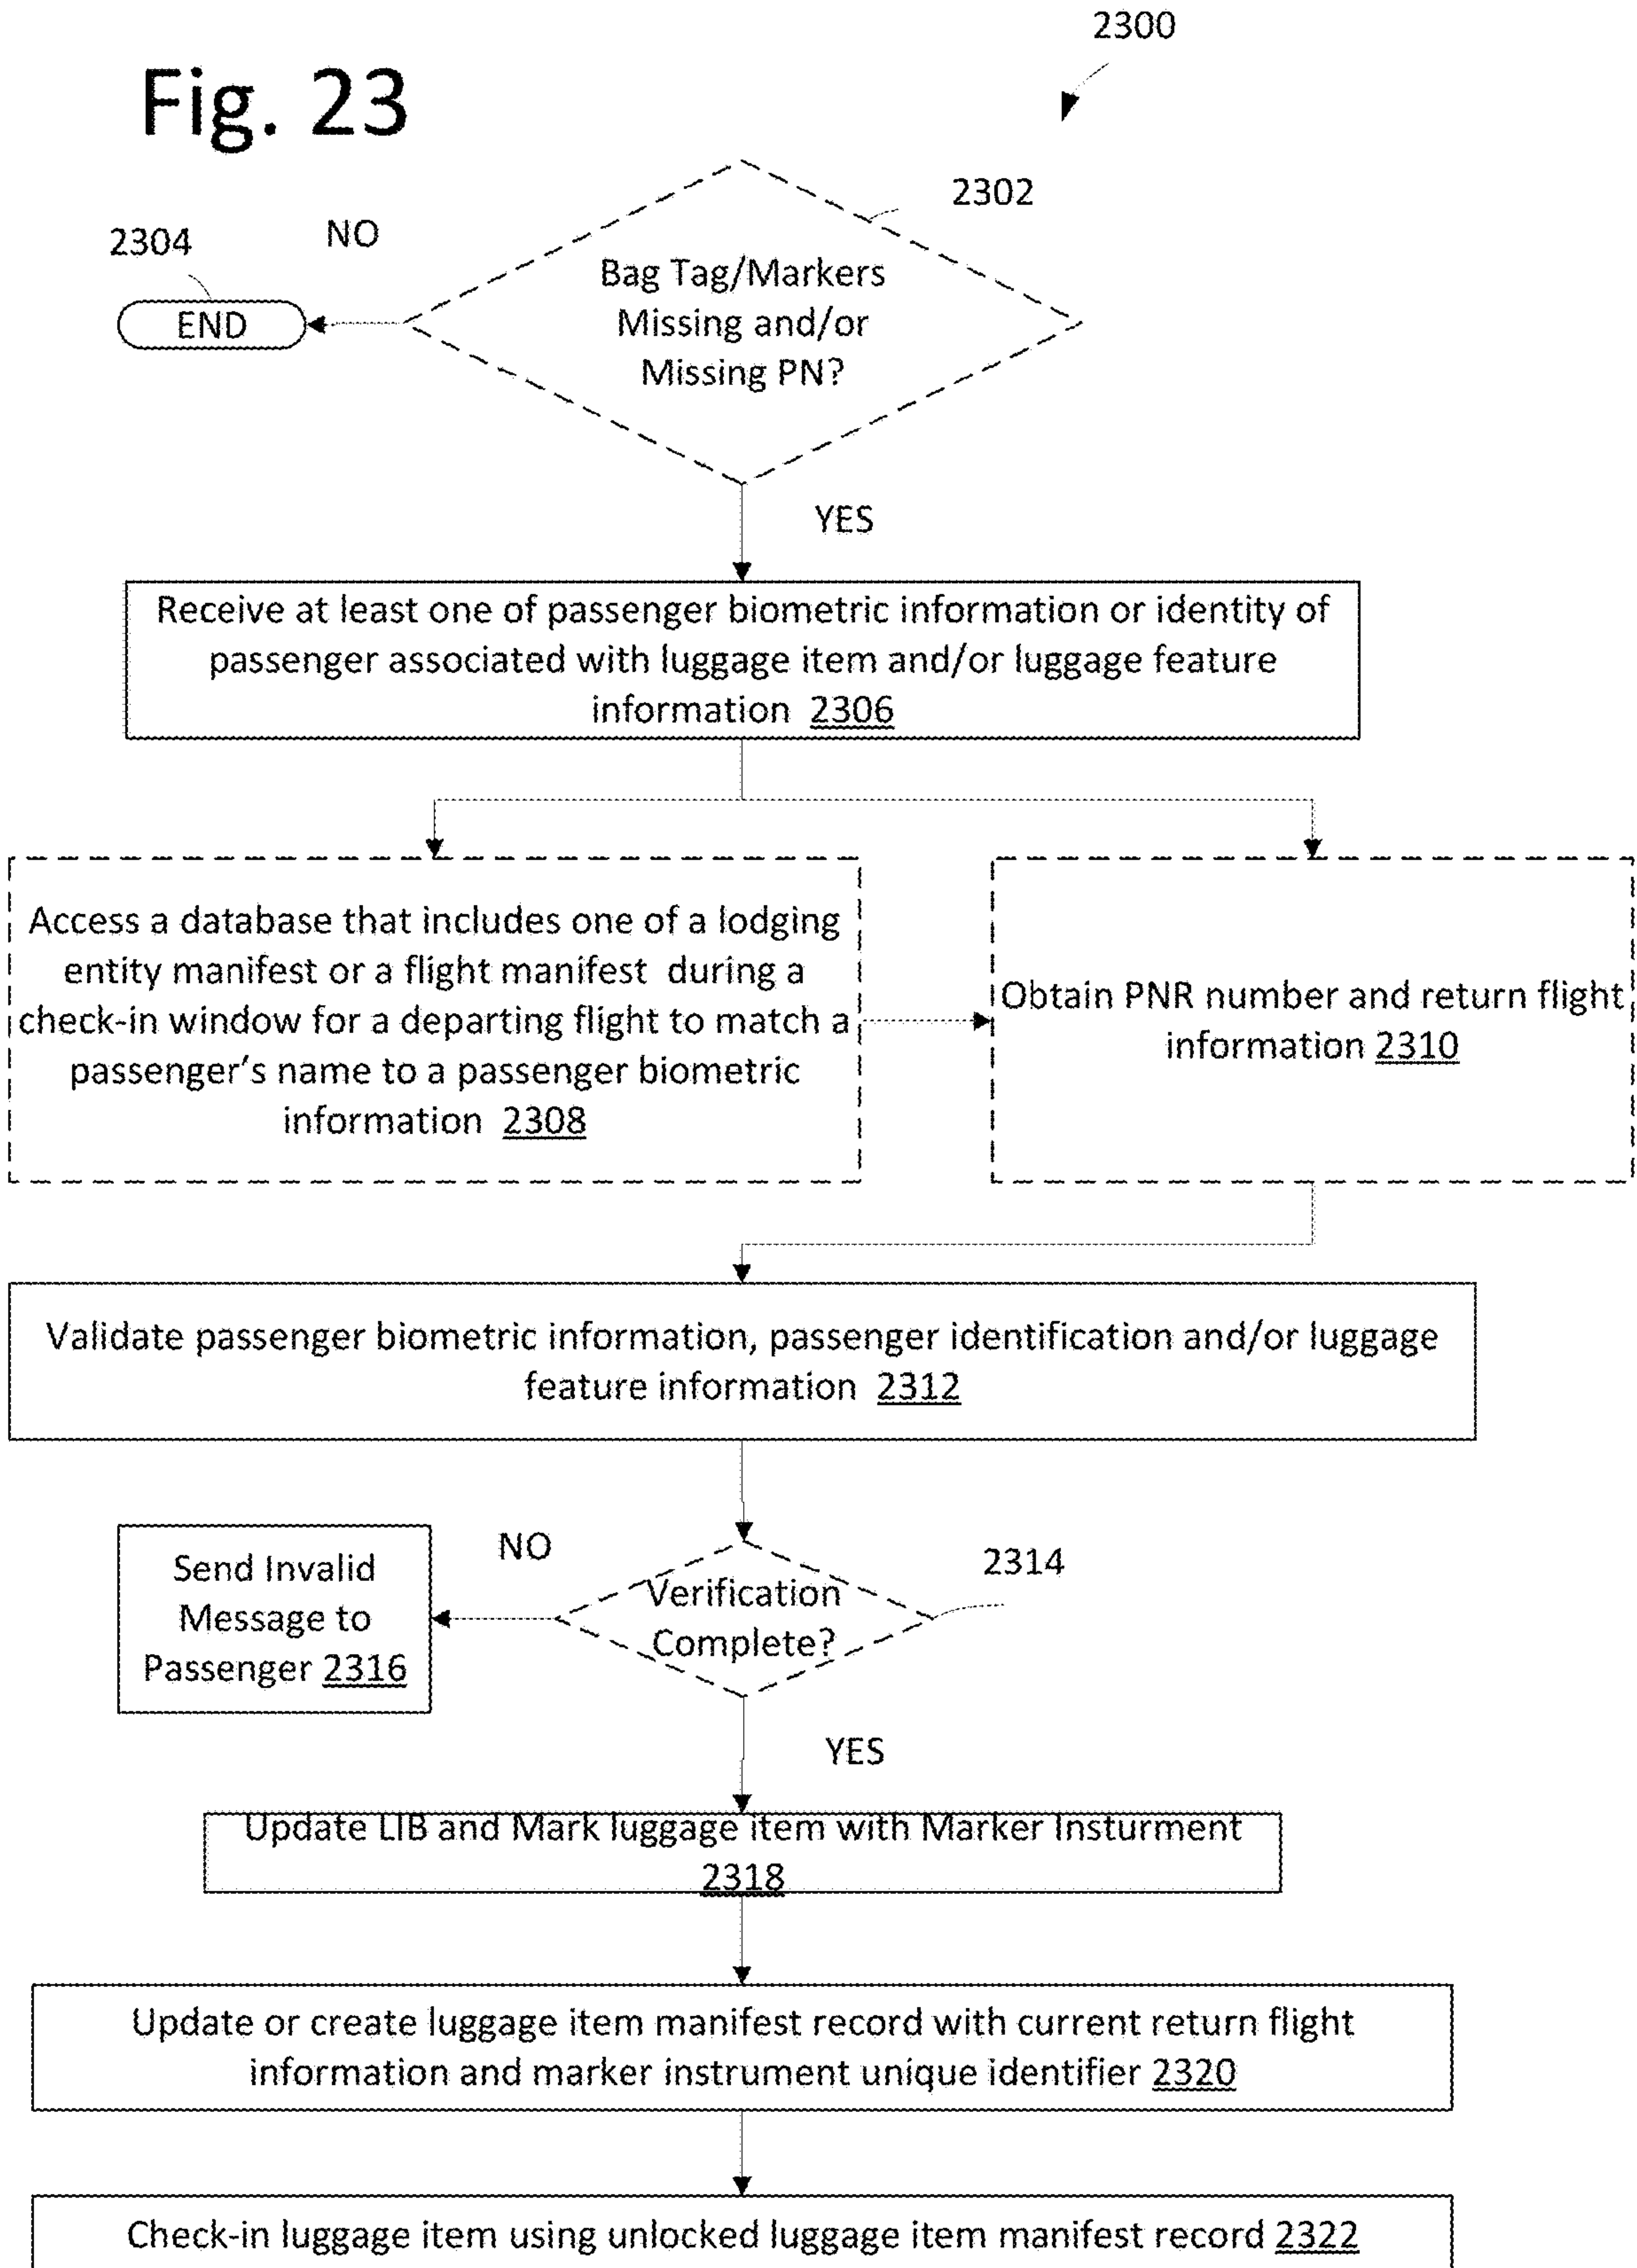 2300
Fig. 23
2302
NO
2304
Bag Tag/Markers
Missing and/or
Missing PN?
END
YES
Receive at least one of passenger biometric information or identity of
passenger associated with luggage item and/or luggage feature
information 2306
Access a database that includes one of a lodging
entity manifest or a flight manifest during a
check-in window for a departing flight to match a
passenger's name to a passenger biometric
information 2308
Obtain PNR number and return flight
information 2310
Validate passenger biometric information, passenger identification and/or luggage
feature information 2312
NO
2314
Send Invalid
Message to
Passenger 2316
Verification
Complete?
YES
Update LIB and Mark luggage item with Marker Insturment
2318
Update or create luggage item manifest record with current return flight
information and marker instrument unique identifier 2320
Check-in luggage item using unlocked luggage item manifest record 2322